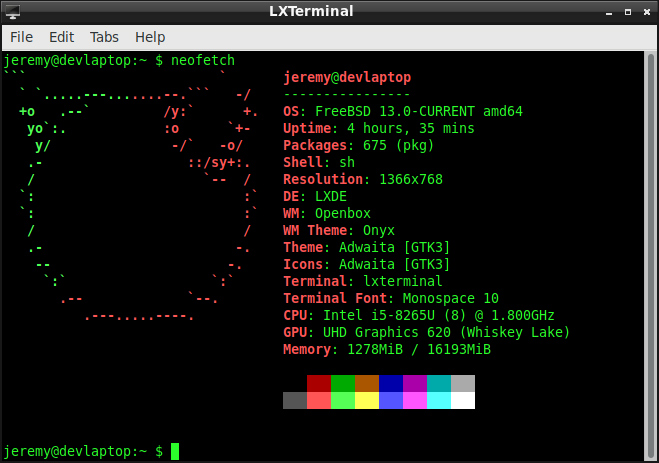 LXTerminal
File Edit Tabs Help
jeremy@devlaptop:~ $ neofetch
jeremy@devlaptop
----------------
OS: FreeBSD 13.0-CURRENT amd64
Uptime: 4 hours, 35 mins
Packages: 675 (pkg)
Shell: sh
Resolution: 1366x768
DE: LXDE
WM: Openbox
WM Theme: Onyx
Theme: Adwaita [GTK3]
Icons: Adwaita [GTK3]
Terminal: lxterminal
Terminal Font: Monospace 10
CPU: Intel i5-8265U (8) @ 1.800GHz
GPU: UHD Graphics 620 (Whiskey Lake)
Memory: 1278MiB / 16193MiB
jeremy@devlaptop:~ $